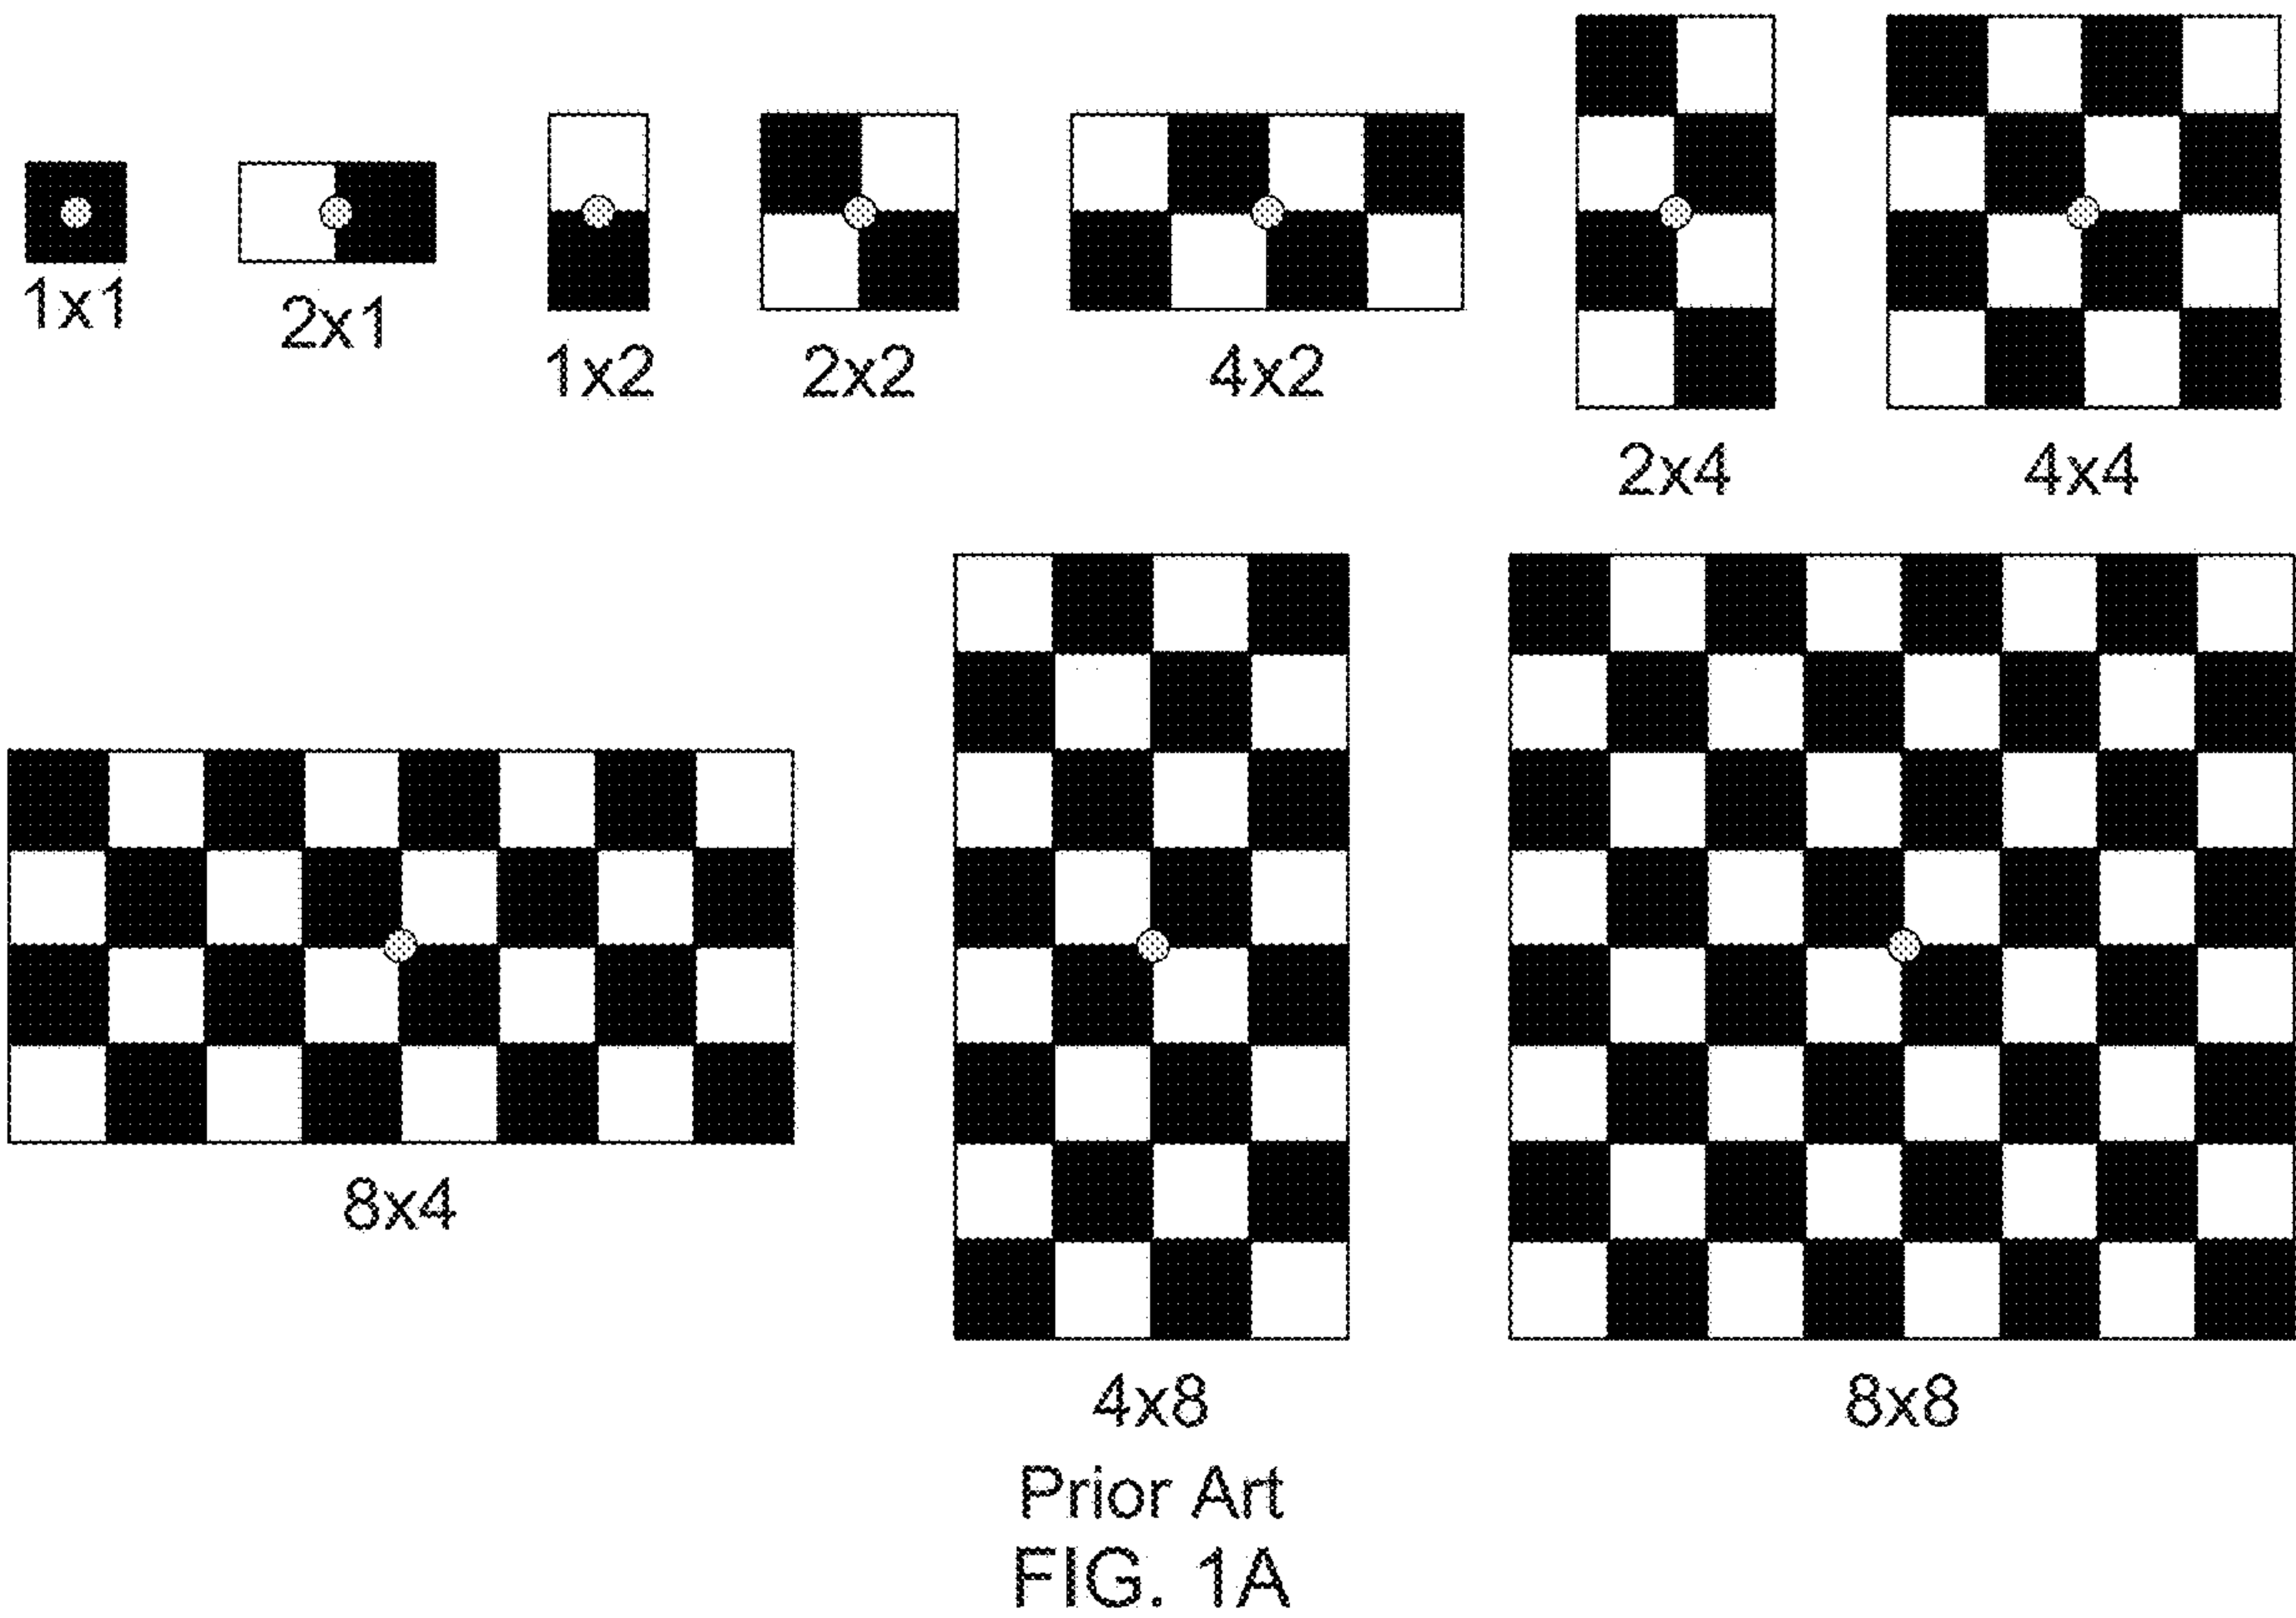 1x1
2x1
1x2
2x2
4x2
2x4
4x4
8x4
4x8
8x8
Prior Art
FIG. 1A